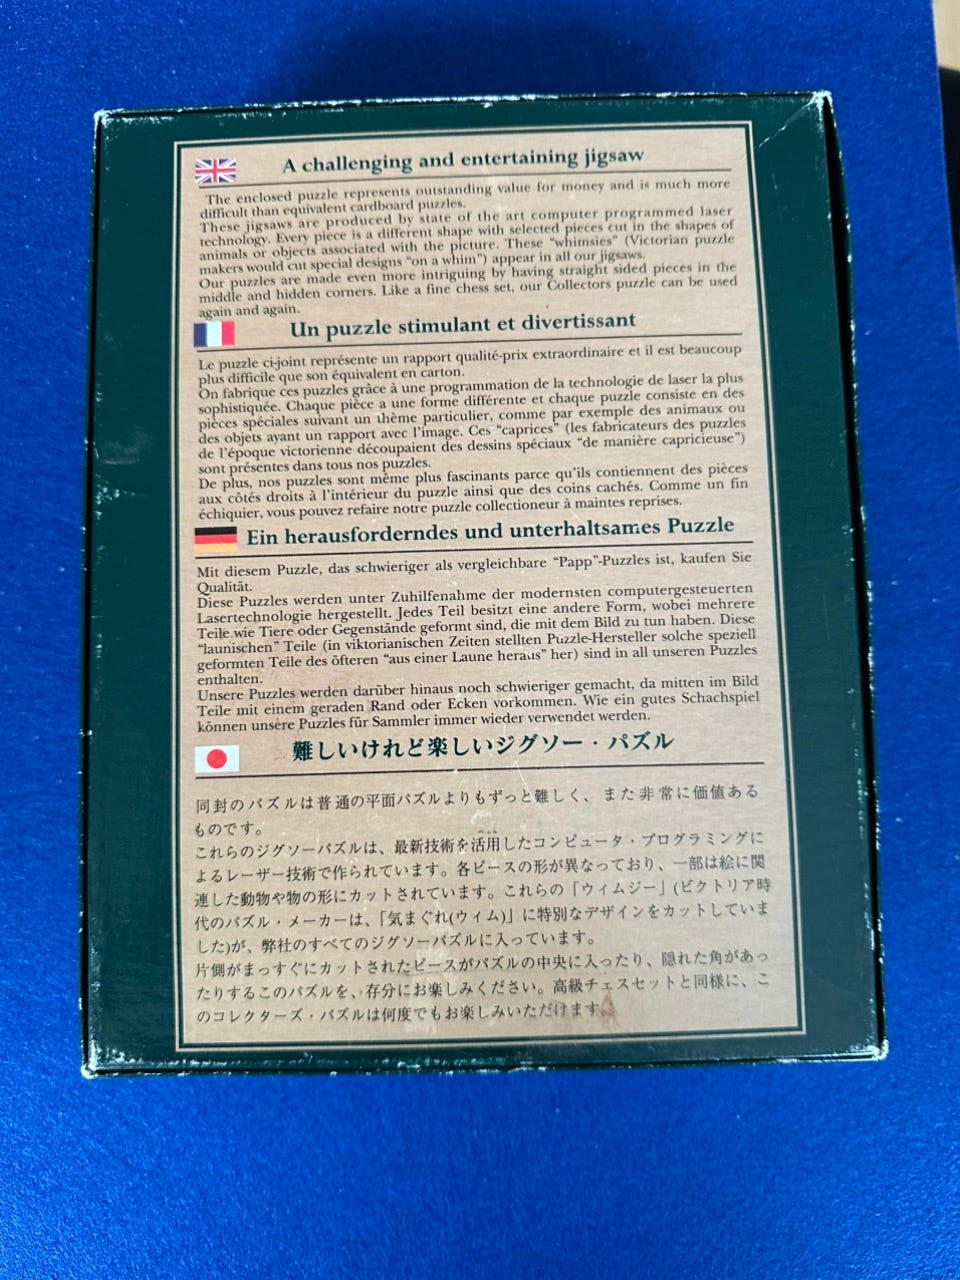 A challenging and entertaining jigsaw
The enclosed puzzle represents outstanding value for money and is much more
difficult than equivalent cardboard puzzles.
These jigsaws are produced by state of the art computer programmed laser
technology. Every piece is a different shape with selected pieces cut in the shapes of
animals or objects associated with the picture. These “whimsies” (Victorian puzzle
makers would cut special designs “on a whim”) appear in all our jigsaws.
Our puzzles are made even more intriguing by having straight sided pieces in the
middle and hidden corners. Like a fine chess set, our Collectors puzzle can be used
again and again.
Un puzzle stimulant et divertissant
Le puzzle ci-joint représente un rapport qualité-prix extraordinaire et il est beaucoup
plus difficile que son équivalent en carton.
On fabrique ces puzzles grâce à une programmation de la technologie de laser la plus
sophistiquée. Chaque pièce a une forme différente et chaque puzzle consiste en des
pièces spéciales suivant un thème particulier, comme par exemple des animaux ou
des objets ayant un rapport avec l'image. Ces “caprices” (les fabricateurs des puzzles
de l'époque victorienne découpaient des dessins spéciaux “de manière capricieuse”)
sont présentes dans tous nos puzzles.
De plus, nos puzzles sont même plus fascinants parce qu'ils contiennent des pièces
aux côtés droits à l'intérieur du puzzle ainsi que des coins cachés. Comme un fin
échiquier, vous pouvez refaire notre puzzle collectioneur à maintes reprises.
Ein herausforderndes und unterhaltsames Puzzle
Mit diesem Puzzle, das schwieriger als vergleichbare “Papp”-Puzzles ist, kaufen Sie
Qualität.
Diese Puzzles werden unter Zuhilfenahme der modernsten computergesteuerten
Lasertechnologie hergestellt. Jedes Teil besitzt eine andere Form, wobei mehrere
Teile wie Tiere oder Gegenstände geformt sind, die mit dem Bild zu tun haben. Diese
“launischen” Teile (in viktorianischen Zeiten stellten Puzzle-Hersteller solche speziell
geformten Teile des öfteren “aus einer Laune heraus” her) sind in all unseren Puzzles
enthalten.
Unsere Puzzles werden darüber hinaus noch schwieriger gemacht, da mitten im Bild
Teile mit einem geraden Rand oder Ecken vorkommen. Wie ein gutes Schachspiel
können unsere Puzzles für Sammler immer wieder verwendet werden.
難しいけれど楽しいジグソー・パズル
同封のパズルは普通の平面パズルよりもずっと難しく、また非常に価値ある
ものです。
これらのジグソーパズルは、最新技術を活用したコンピュータ・プログラミングに
よるレーザー技術で作られています。各ピースの形が異なっており、一部は絵に関
連した動物や物の形にカットされています。これらの「ウィムジー」(ビクトリア時
代のパズル・メーカーは、「気まぐれ(ウィム)」に特別なデザインをカットしていま
した)が、弊社のすべてのジグソーパズルに入っています。
片側がまっすぐにカットされたピースがパズルの中央に入ったり、隠れた角があっ
たりするこのパズルを、存分にお楽しみください。高級チェスセットと同様に、こ
のコレクターズ・パズルは何度でもお楽しみいただけます。